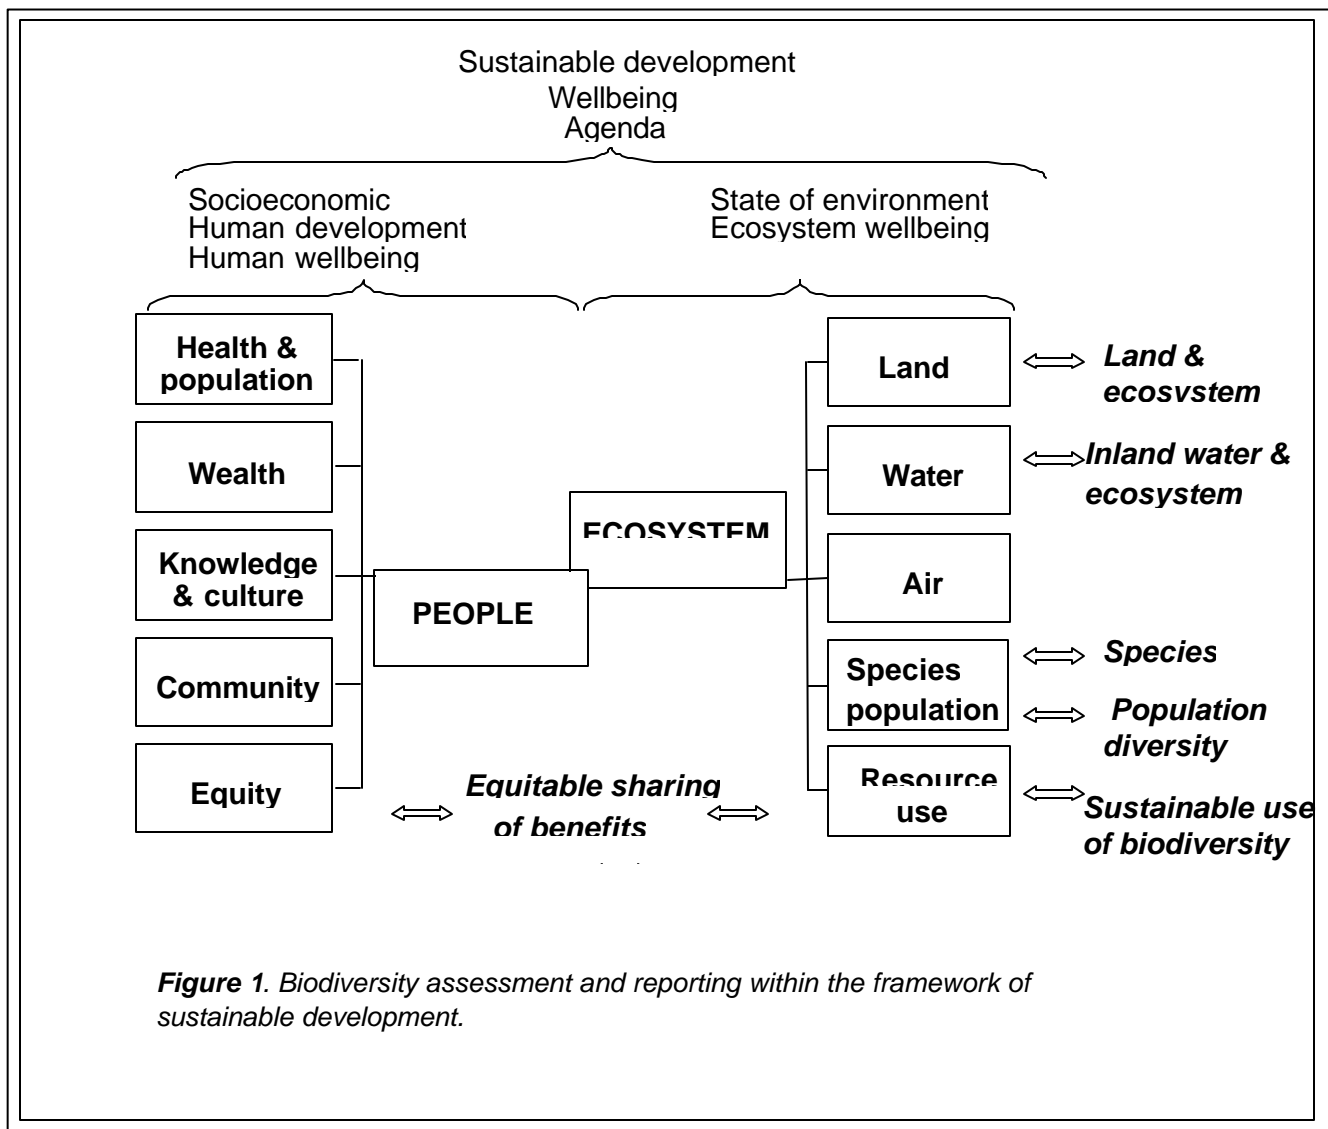 Sustainable development
Wellbeing
Agenda
Socioeconomic
Human development
Human wellbeing
State of environment
Ecosystem wellbeing
Health &
population
Wealth
Knowledge
& culture
Community
Equity
PEOPLE
ECOSYSTEM
Land
Water
Air
Species
population
Resource
use
Land &
ecosystem
Inland water &
ecosystem
Species
Population
diversity
Sustainable use
of biodiversity
Equitable sharing
of benefits
Figure 1. Biodiversity assessment and reporting within the framework of
sustainable development.